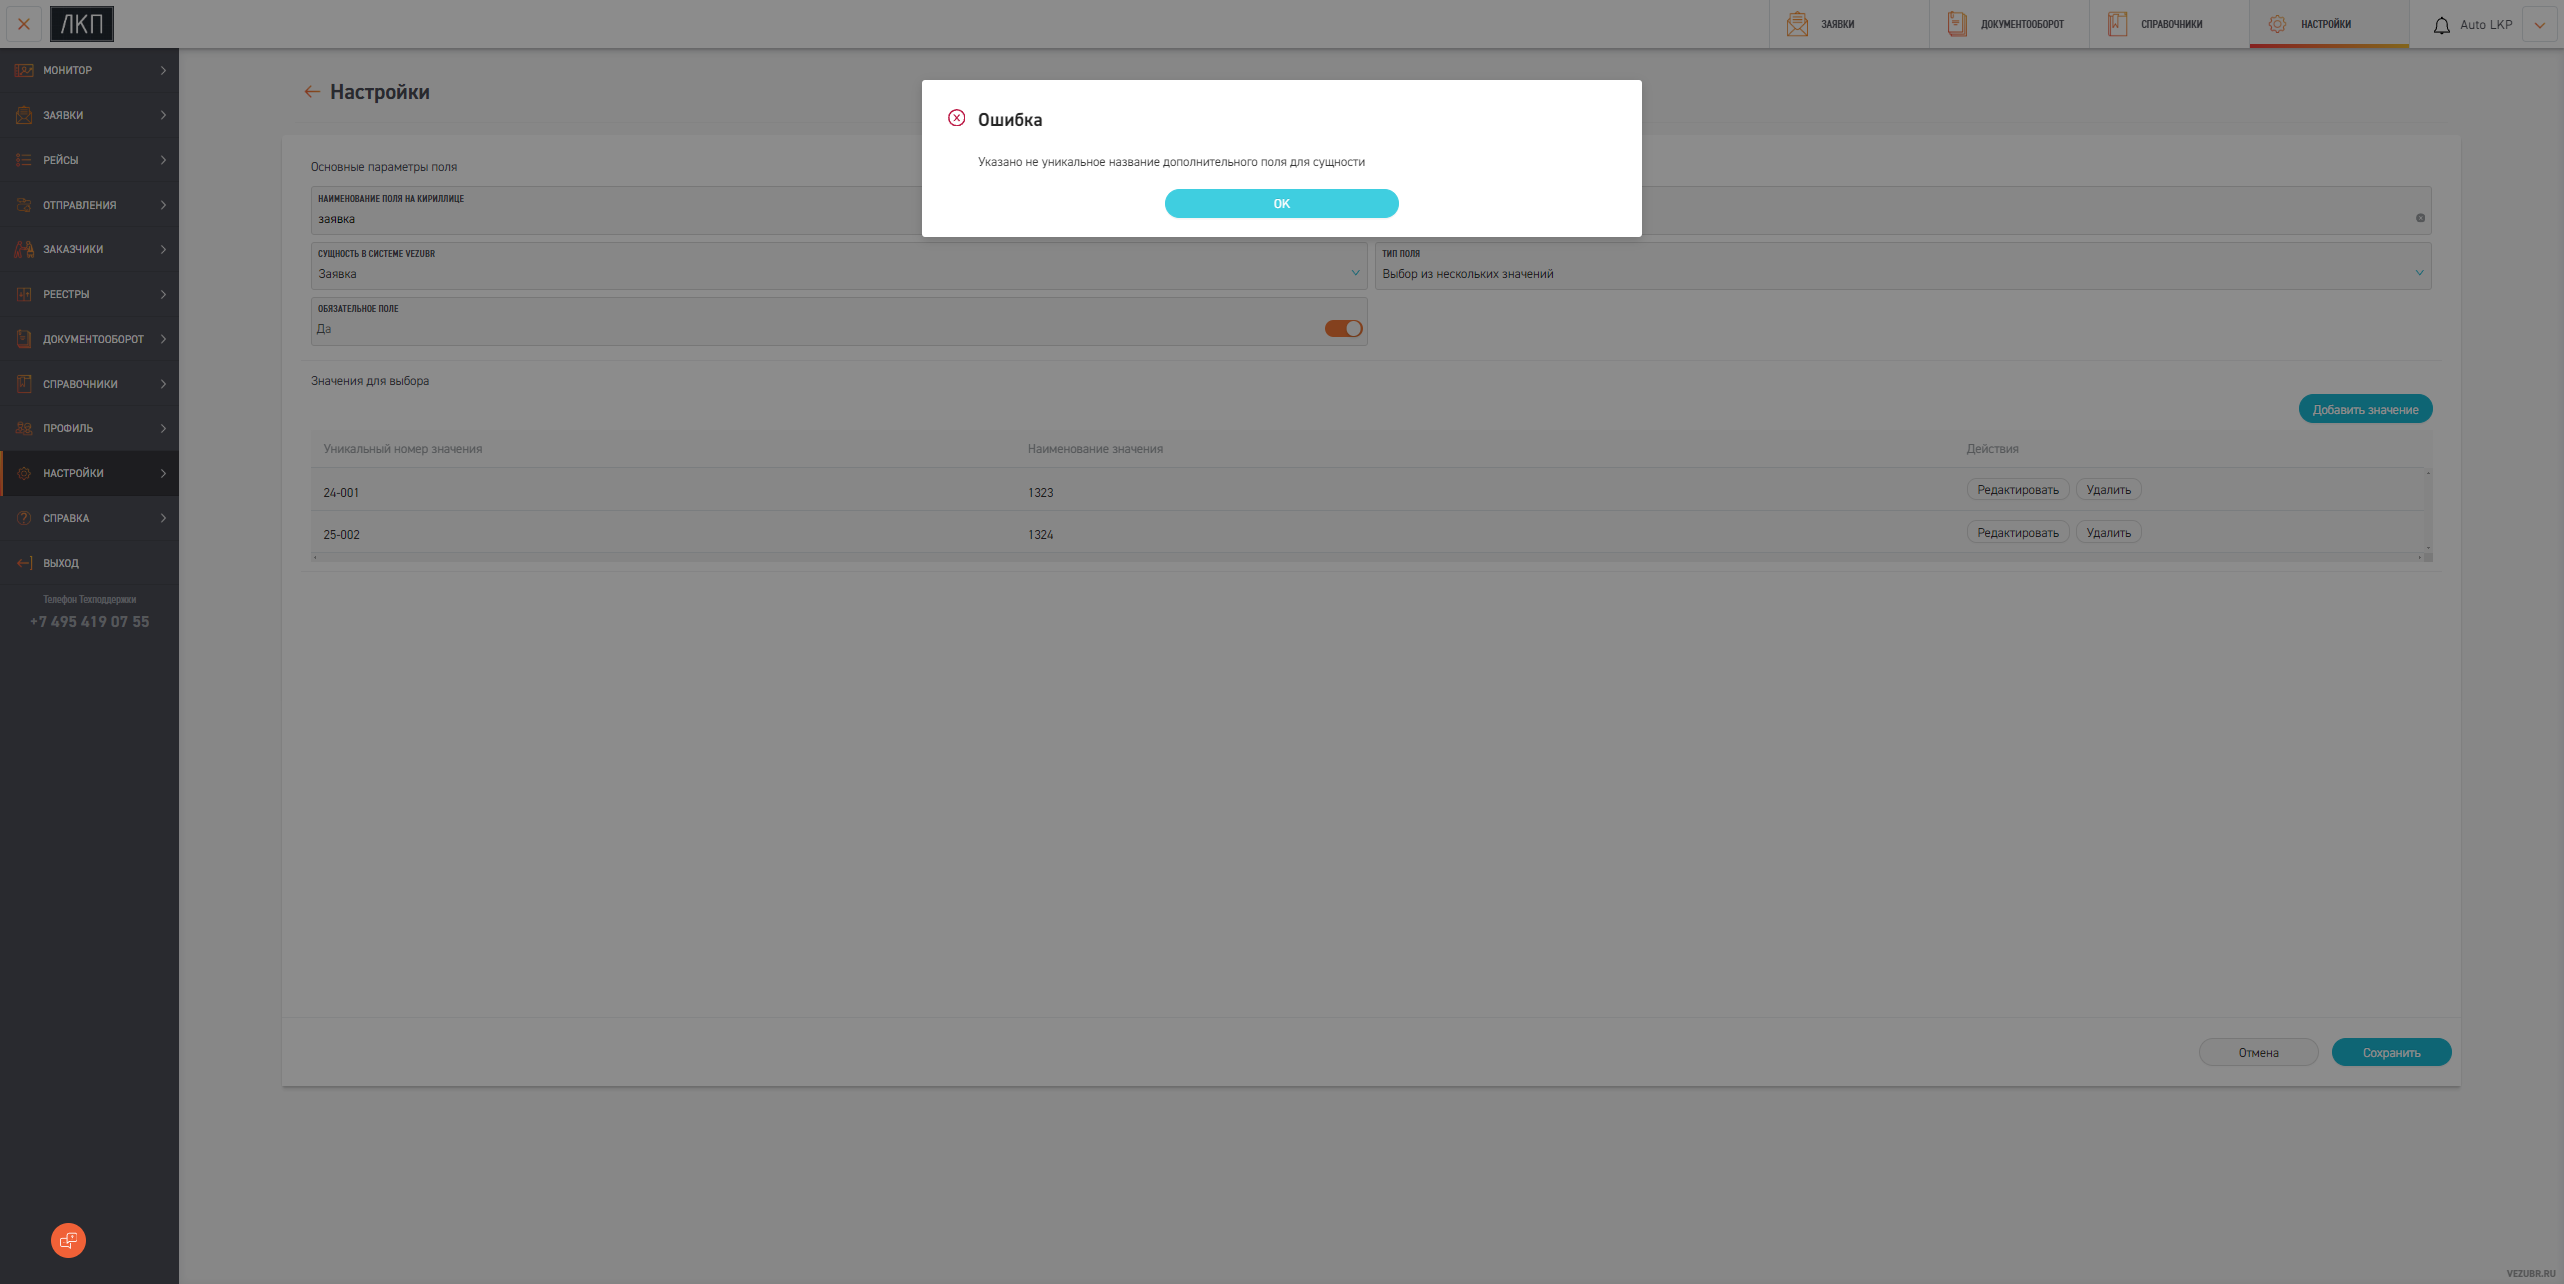 ЛКП
ЗАЯВКИ
ДОКУМЕНТООБОРОТ
СПРАВОЧНИКИ
НАСТРОЙКИ
Auto LKP
МОНИТОР
ЗАЯВКИ
РЕЙСЫ
ОТПРАВЛЕНИЯ
ЗАКАЗЧИКИ
РЕЕСТРЫ
ДОКУМЕНТООБОРОТ
СПРАВОЧНИКИ
ПРОФИЛЬ
НАСТРОЙКИ
СПРАВКА
ВЫХОД
Телефон Техподдержки
+7 495 419 07 55
Настройки
Ошибка
Указано не уникальное название дополнительного поля для сущности
OK
Основные параметры поля
НАИМЕНОВАНИЕ ПОЛЯ НА КИРИЛЛИЦЕ
заявка
СУЩНОСТЬ В СИСТЕМЕ VEZUBR
Заявка
ТИП ПОЛЯ
Выбор из нескольких значений
ОБЯЗАТЕЛЬНОЕ ПОЛЕ
Да
Значения для выбора
Добавить значение
Уникальный номер значения Наименование значения Действия
24-001 1323 Редактировать Удалить
25-002 1324 Редактировать Удалить
Отмена Сохранить
VEZUBR.RU